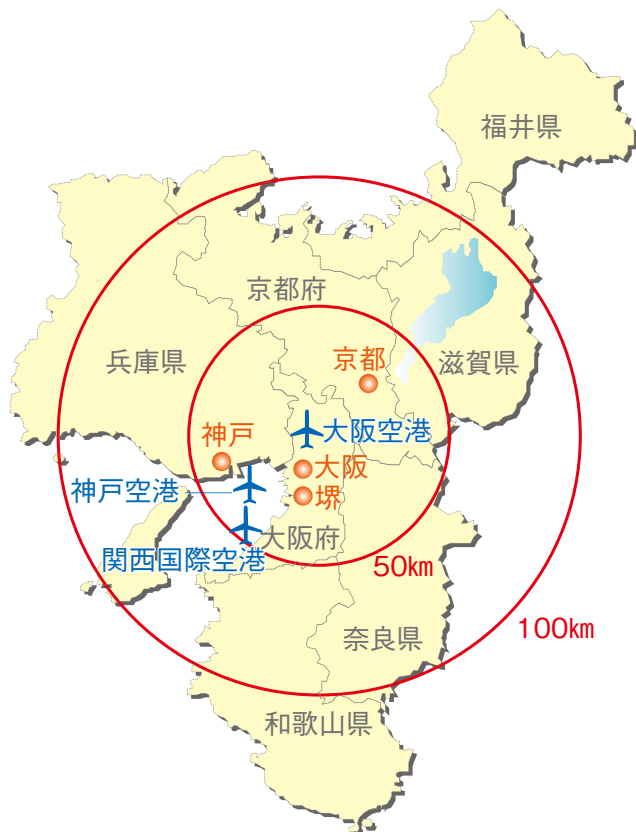 福井県
京都府
兵庫県
京都
滋賀県
神戸
大阪空港
大阪
神戸空港
堺
大阪府
関西国際空港
50㎞
100㎞
奈良県
和歌山県